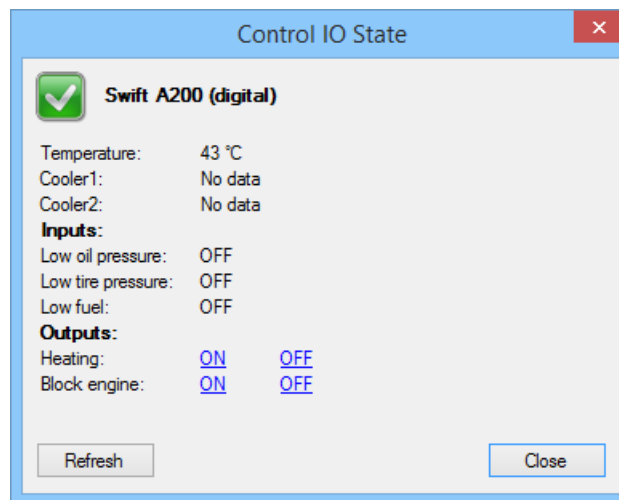 Control IO State
Swift A200 (digital)
Temperature: 43 °C
Cooler1: No data
Cooler2: No data
Inputs:
Low oil pressure: OFF
Low tire pressure: OFF
Low fuel: OFF
Outputs:
Heating: ON OFF
Block engine: ON OFF
Refresh Close